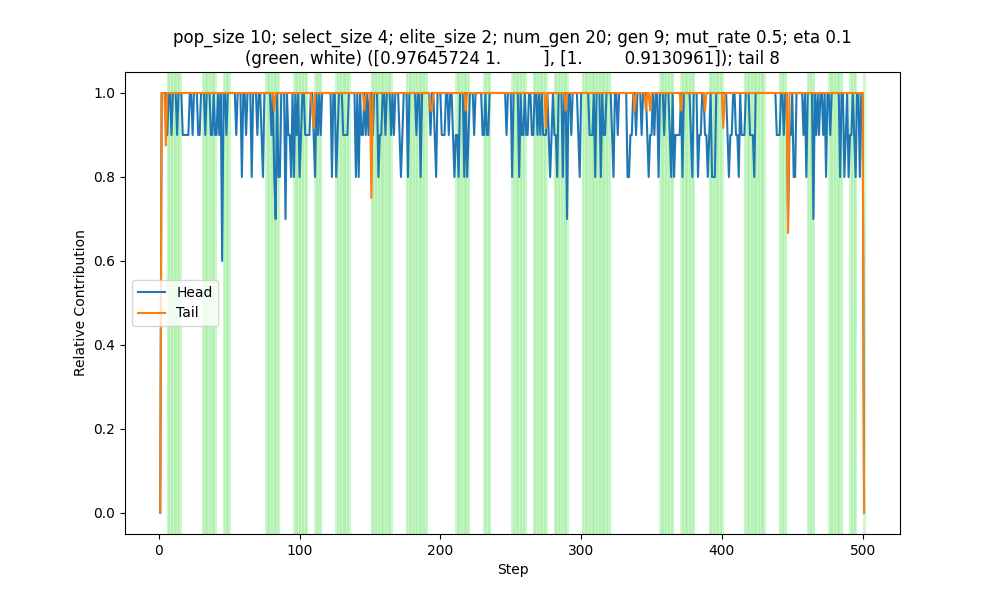 pop_size 10; select_size 4; elite_size 2; num_gen 20; gen 9; mut_rate 0.5; eta 0.1
(green, white) ([0.97645724 1.        ], [1.        0.9130961]); tail 8
1.0
0.8
0.6
0.4
0.2
0.0
Relative Contribution
Head
Tail
0 100 200 300 400 500
Step